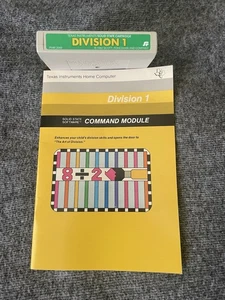 DIVISION 1
Texas Instruments Home Computer
Division 1
SOLID STATE
SOFTWARE
COMMAND MODULE
Enhances your child's division skills and opens the door to
"The Art of Division."
8÷2